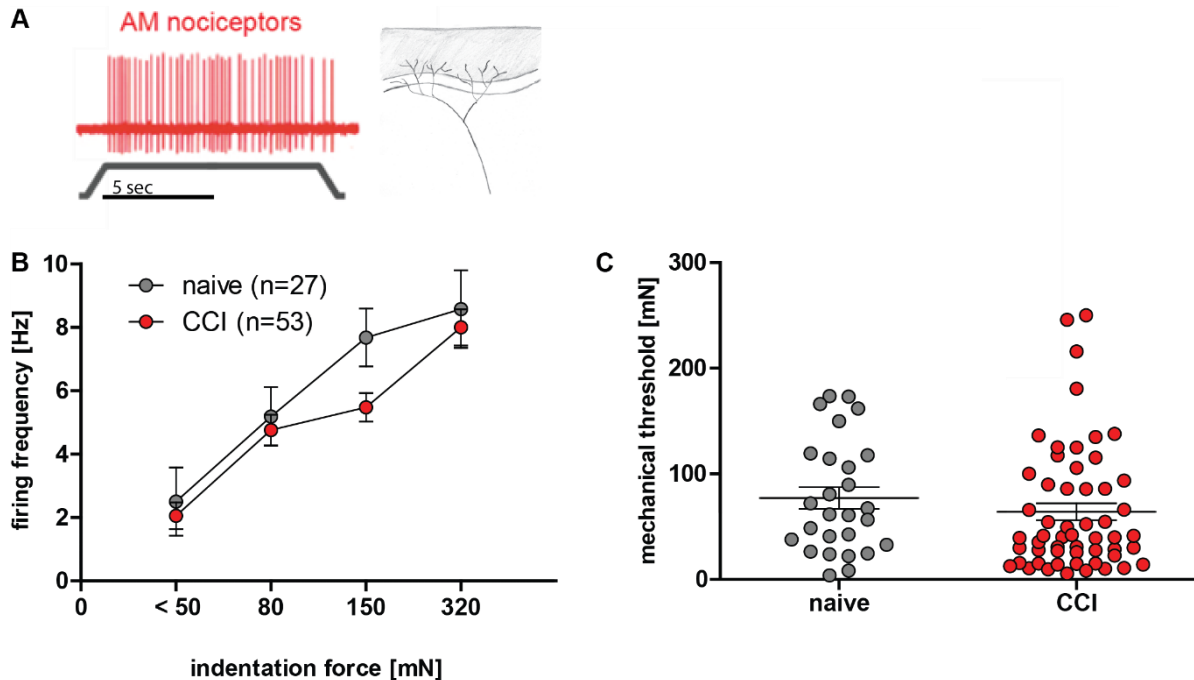 A
AM nociceptors
5 sec
B
firing frequency [Hz]
10
8
6
4
2
0
naive (n=27)
CCI (n=53)
0
< 50
80
150
320
indentation force [mN]
C
mechanical threshold [mN]
300
200
100
0
naive
CCI